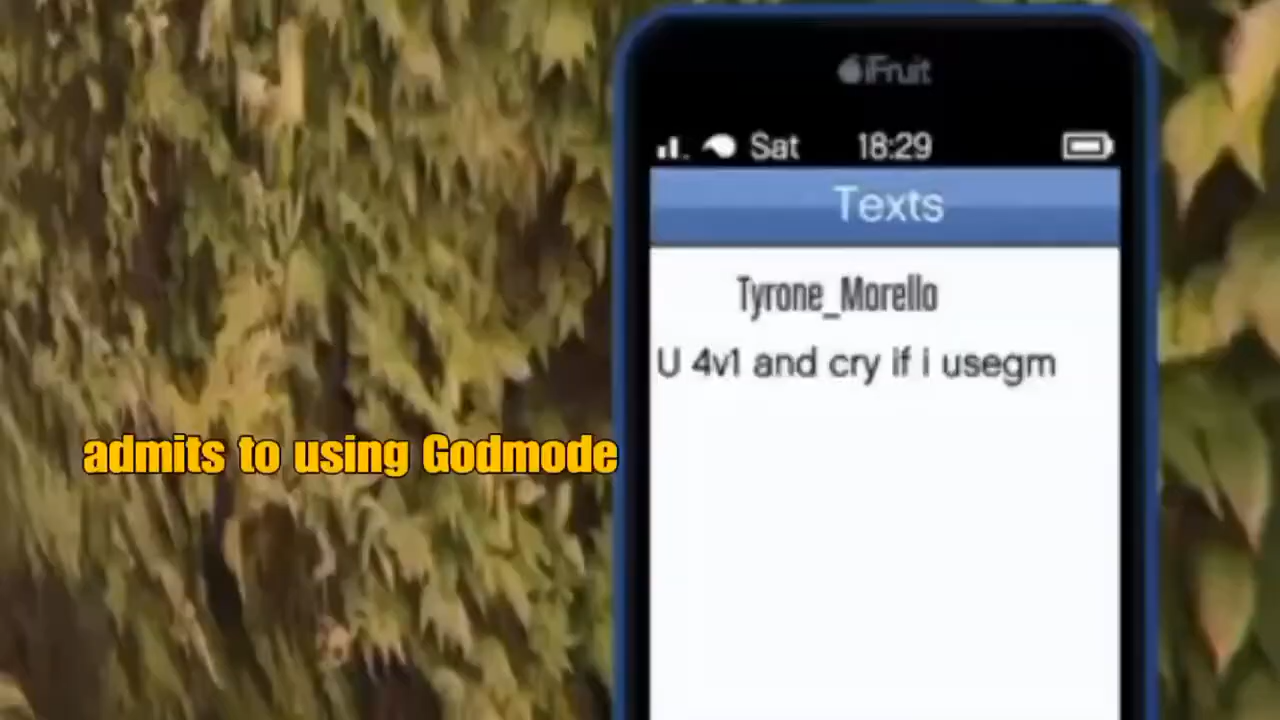 iFruit
Sat 18:29
Texts
Tyrone_Morello
U 4v1 and cry if i usegm
admits to using Godmode